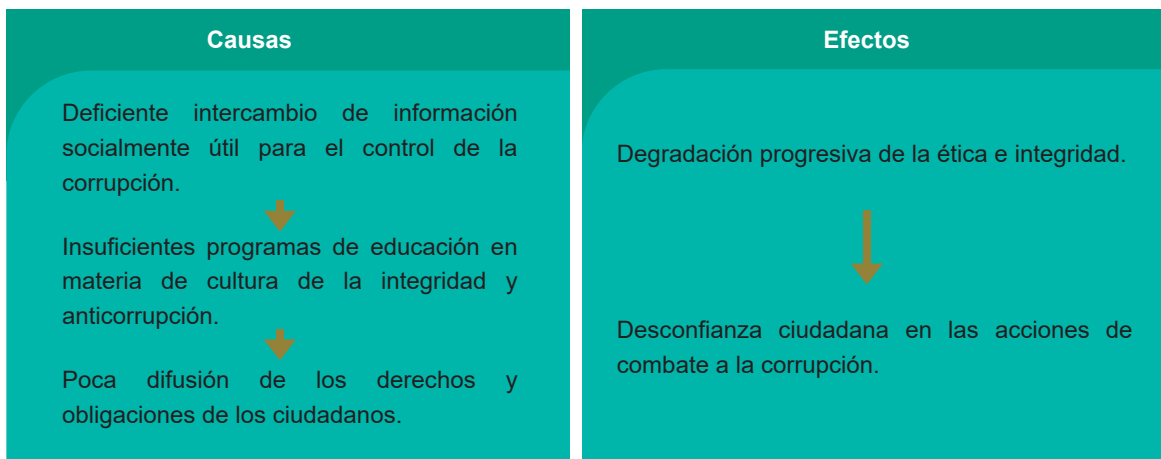 Causas
Deficiente intercambio de información
socialmente útil para el control de la
corrupción.
Insuficientes programas de educación en
materia de cultura de la integridad y
anticorrupción.
Poca difusión de los derechos y
obligaciones de los ciudadanos.
Efectos
Degradación progresiva de la ética e integridad.
Desconfianza ciudadana en las acciones de
combate a la corrupción.